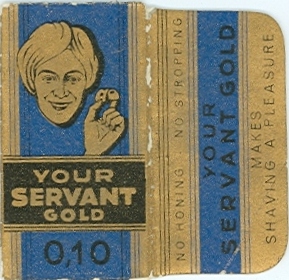 YOUR
SERVANT
GOLD
0,10
NO HONING NO STROPPING
YOUR
SERVANT GOLD
MAKES
SHAVING A PLEASURE